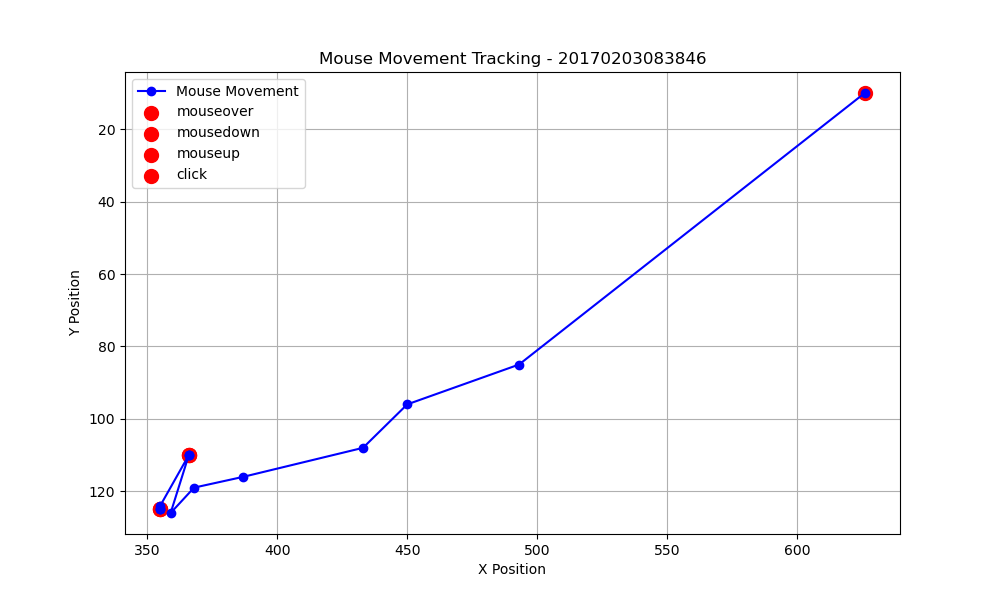 Mouse Movement Tracking - 20170203083846
Mouse Movement
mouseover
mousedown
mouseup
click
20
40
60
80
100
120
Y Position
350 400 450 500 550 600
X Position